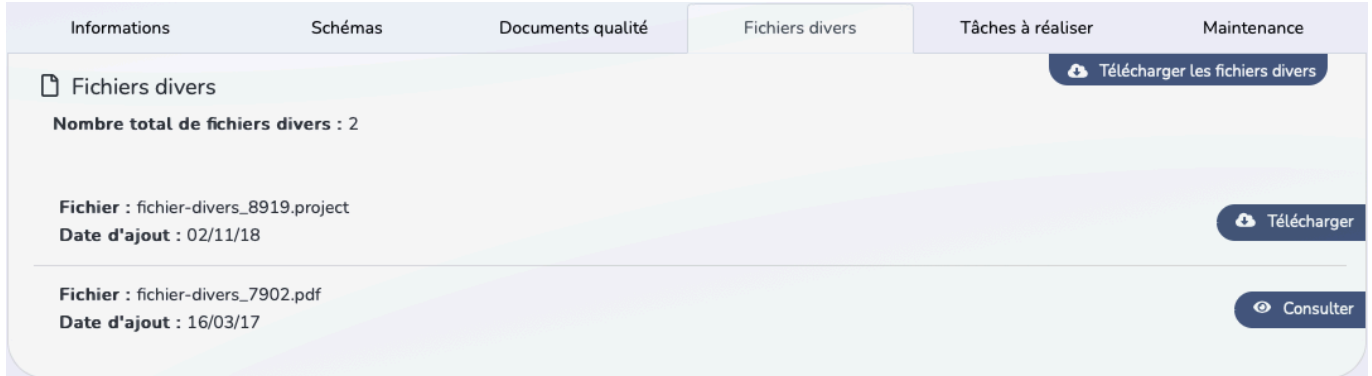 Informations
Schémas
Documents qualité
Fichiers divers
Tâches à réaliser
Maintenance
Télécharger les fichiers divers
Fichiers divers
Nombre total de fichiers divers : 2
Fichier : fichier-divers_8919.project
Date d'ajout : 02/11/18
Télécharger
Fichier : fichier-divers_7902.pdf
Date d'ajout : 16/03/17
Consulter